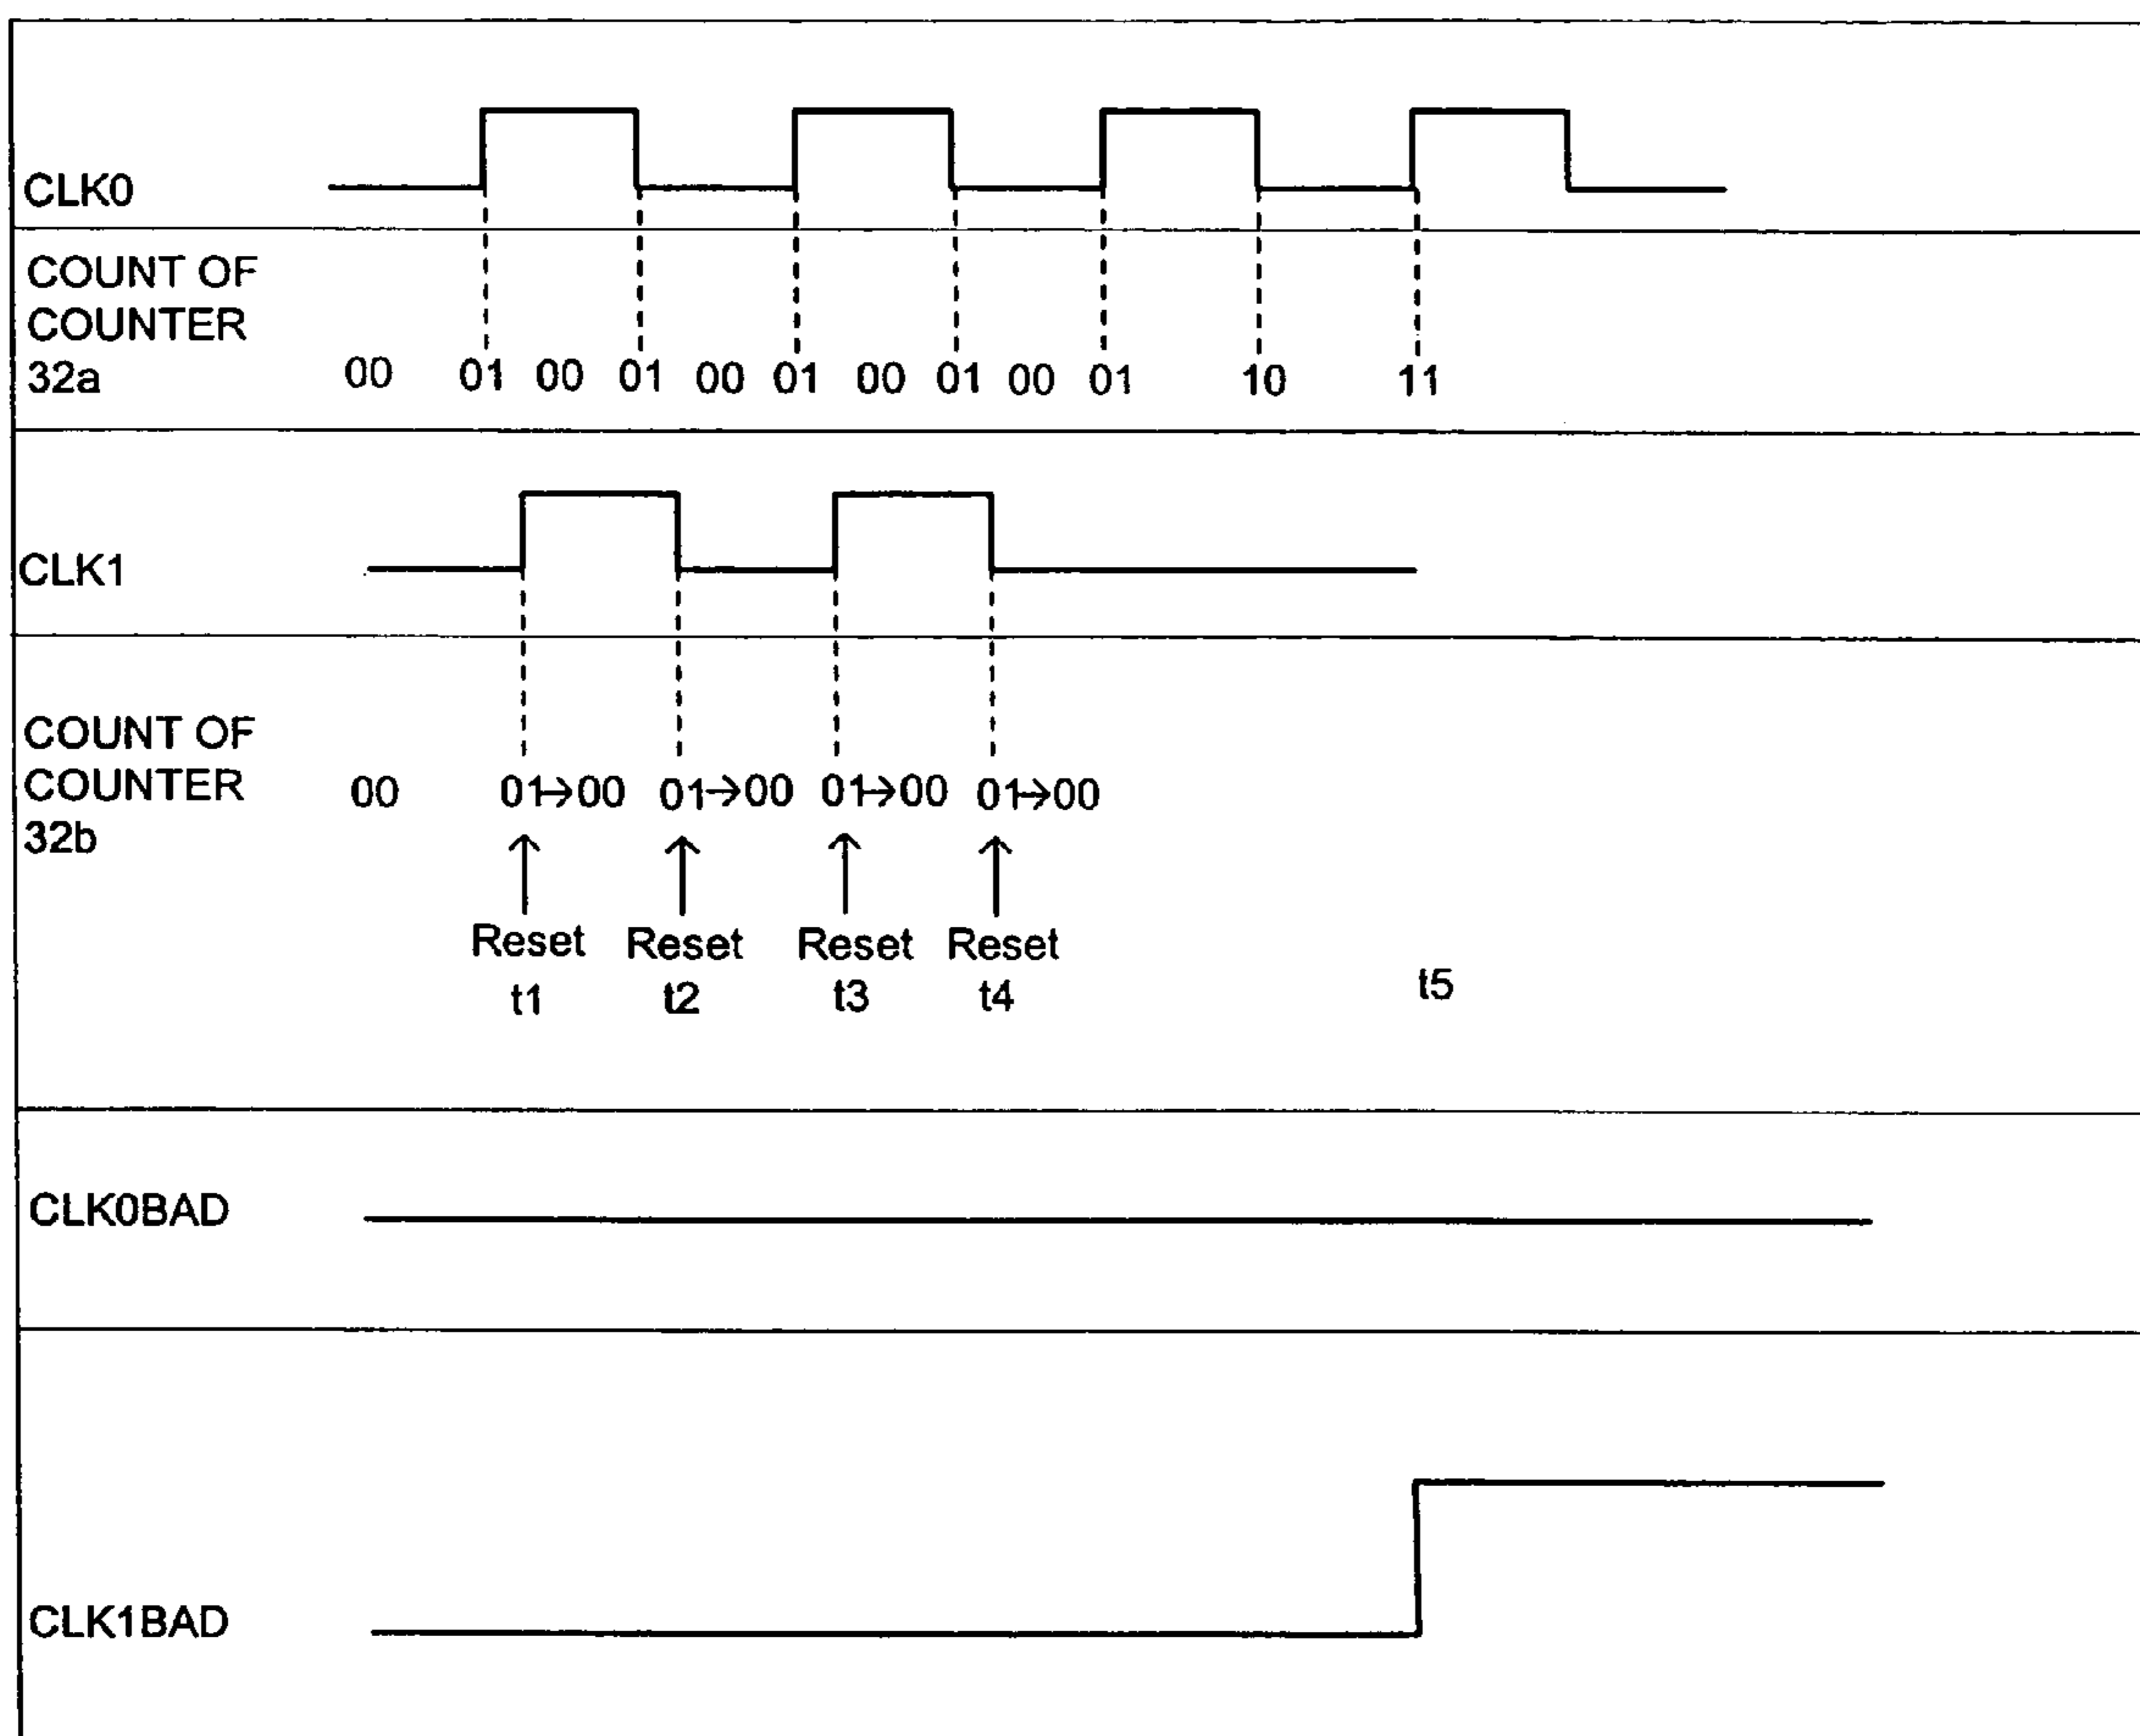 CLK0
COUNT OF
COUNTER
32a
00 01 00 01 00 01 00 01 00 01 10 11
CLK1
COUNT OF
COUNTER
32b
00 01→00 01→00 01→00 01→00
Reset Reset Reset Reset
t1 t2 t3 t4 t5
CLK0BAD
CLK1BAD